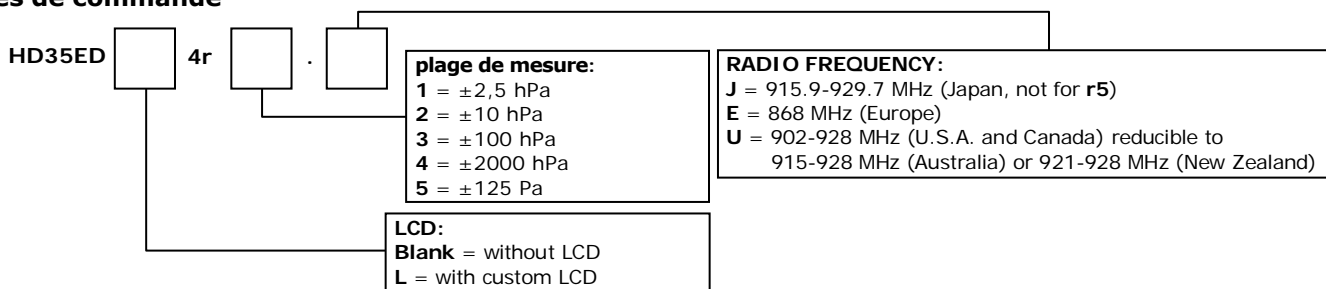 es de commande
HD35ED 4r .
plage de mesure:
1 = ±2,5 hPa
2 = ±10 hPa
3 = ±100 hPa
4 = ±2000 hPa
5 = ±125 Pa
RADIO FREQUENCY:
J = 915.9-929.7 MHz (Japan, not for r5)
E = 868 MHz (Europe)
U = 902-928 MHz (U.S.A. and Canada) reducible to
915-928 MHz (Australia) or 921-928 MHz (New Zealand)
LCD:
Blank = without LCD
L = with custom LCD